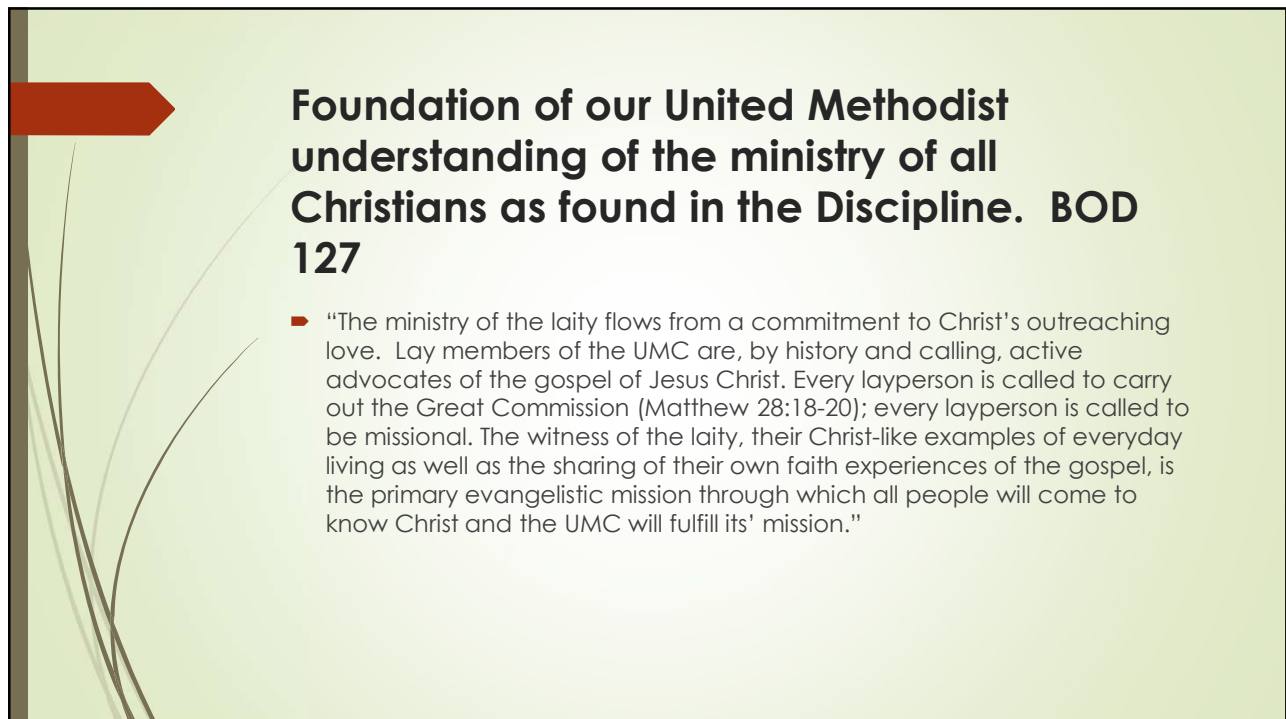 Foundation of our United Methodist
understanding of the ministry of all
Christians as found in the Discipline.  BOD
127
“The ministry of the laity flows from a commitment to Christ’s outreaching
love.  Lay members of the UMC are, by history and calling, active
advocates of the gospel of Jesus Christ. Every layperson is called to carry
out the Great Commission (Matthew 28:18-20); every layperson is called to
be missional. The witness of the laity, their Christ-like examples of everyday
living as well as the sharing of their own faith experiences of the gospel, is
the primary evangelistic mission through which all people will come to
know Christ and the UMC will fulfill its’ mission.”